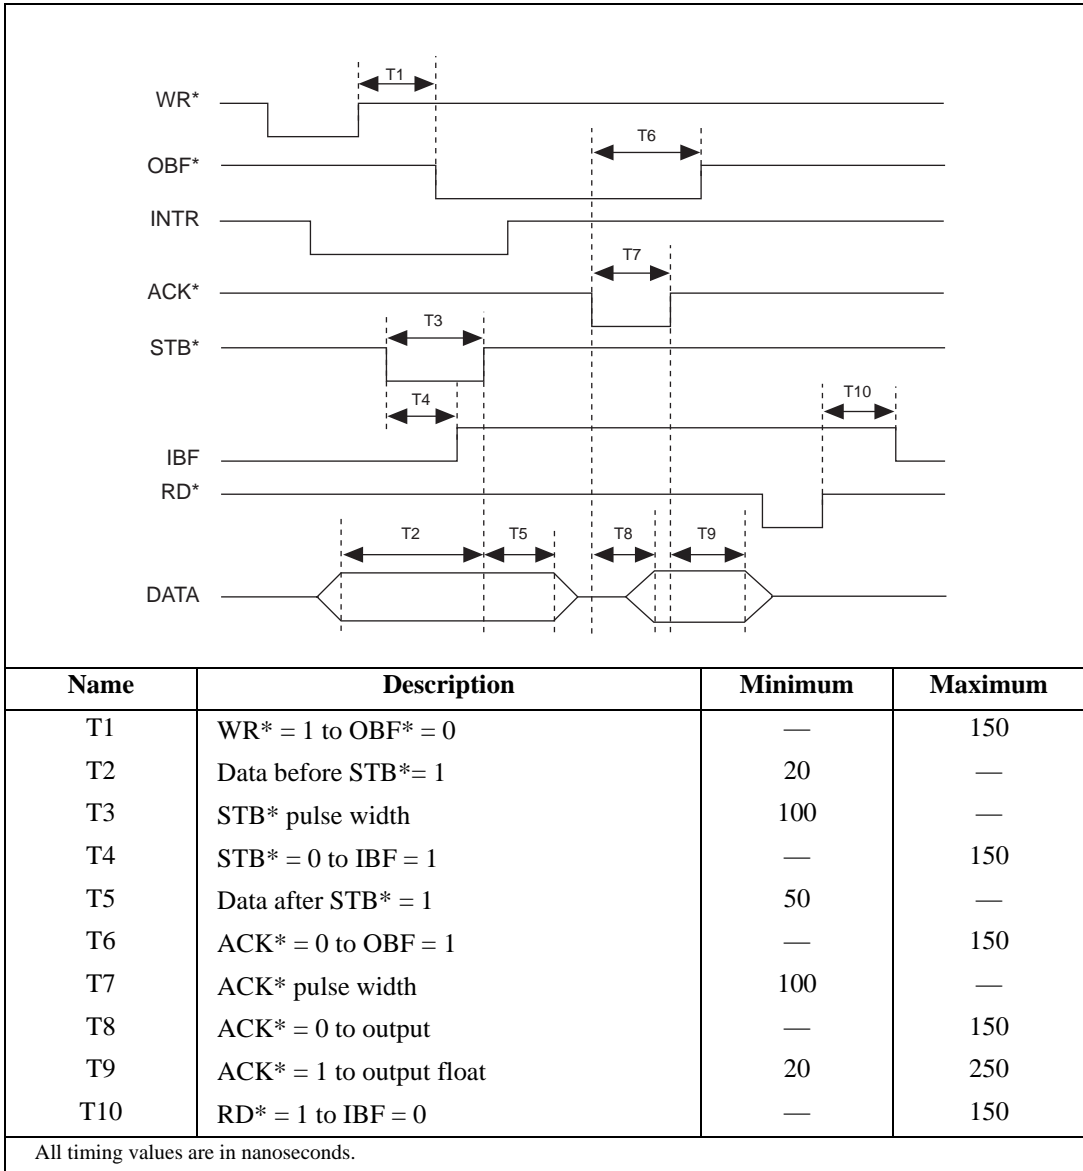 T1
WR*
T6
OBF*
INTR
T7
ACK*
T3
STB*
T4
T10
IBF
RD*
T2 T5 T8 T9
DATA
Name Description Minimum Maximum
T1 WR* = 1 to OBF* = 0 — 150
T2 Data before STB*= 1 20 —
T3 STB* pulse width 100 —
T4 STB* = 0 to IBF = 1 — 150
T5 Data after STB* = 1 50 —
T6 ACK* = 0 to OBF = 1 — 150
T7 ACK* pulse width 100 —
T8 ACK* = 0 to output — 150
T9 ACK* = 1 to output float 20 250
T10 RD* = 1 to IBF = 0 — 150
All timing values are in nanoseconds.